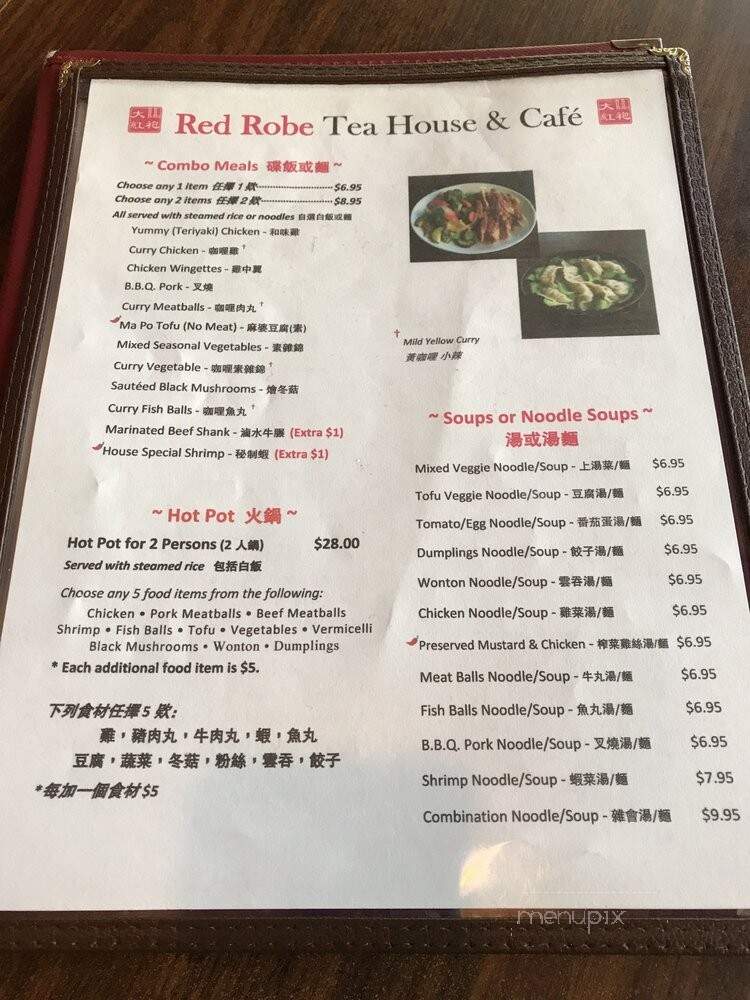 大紅袍 Red Robe Tea House & Café 大紅袍
~ Combo Meals 碟飯或麵 ~
Choose any 1 item 任擇 1 欵 $6.95
Choose any 2 items 任擇 2 欵 $8.95
All served with steamed rice or noodles 自選白飯或麵
Yummy (Teriyaki) Chicken - 和味雞
Curry Chicken - 咖喱雞 †
Chicken Wingettes - 雞中翼
B.B.Q. Pork - 叉燒
Curry Meatballs - 咖喱肉丸 †
Ma Po Tofu (No Meat) - 麻婆豆腐(素)
Mixed Seasonal Vegetables - 素雜錦
Curry Vegetable - 咖喱素雜錦 †
Sautéed Black Mushrooms - 燴冬菇
Curry Fish Balls - 咖喱魚丸 †
Marinated Beef Shank - 滷水牛𦟌 (Extra $1)
House Special Shrimp - 秘制蝦 (Extra $1)
~ Hot Pot 火鍋 ~
Hot Pot for 2 Persons (2 人鍋) $28.00
Served with steamed rice 包括白飯
Choose any 5 food items from the following:
Chicken • Pork Meatballs • Beef Meatballs
Shrimp • Fish Balls • Tofu • Vegetables • Vermicelli
Black Mushrooms • Wonton • Dumplings
* Each additional food item is $5.
下列食材任擇 5 欵:
雞，豬肉丸，牛肉丸，蝦，魚丸
豆腐，蔬菜，冬菇，粉絲，雲吞，餃子
*每加一個食材 $5
† Mild Yellow Curry
黃咖喱 小辣
~ Soups or Noodle Soups ~
湯或湯麵
Mixed Veggie Noodle/Soup - 上湯菜/麵 $6.95
Tofu Veggie Noodle/Soup - 豆腐湯/麵 $6.95
Tomato/Egg Noodle/Soup - 番茄蛋湯/麵 $6.95
Dumplings Noodle/Soup - 餃子湯/麵 $6.95
Wonton Noodle/Soup - 雲吞湯/麵 $6.95
Chicken Noodle/Soup - 雞菜湯/麵 $6.95
Preserved Mustard & Chicken - 榨菜雞絲湯/麵 $6.95
Meat Balls Noodle/Soup - 牛丸湯/麵 $6.95
Fish Balls Noodle/Soup - 魚丸湯/麵 $6.95
B.B.Q. Pork Noodle/Soup - 叉燒湯/麵 $6.95
Shrimp Noodle/Soup - 蝦菜湯/麵 $7.95
Combination Noodle/Soup - 雜會湯/麵 $9.95
menupix